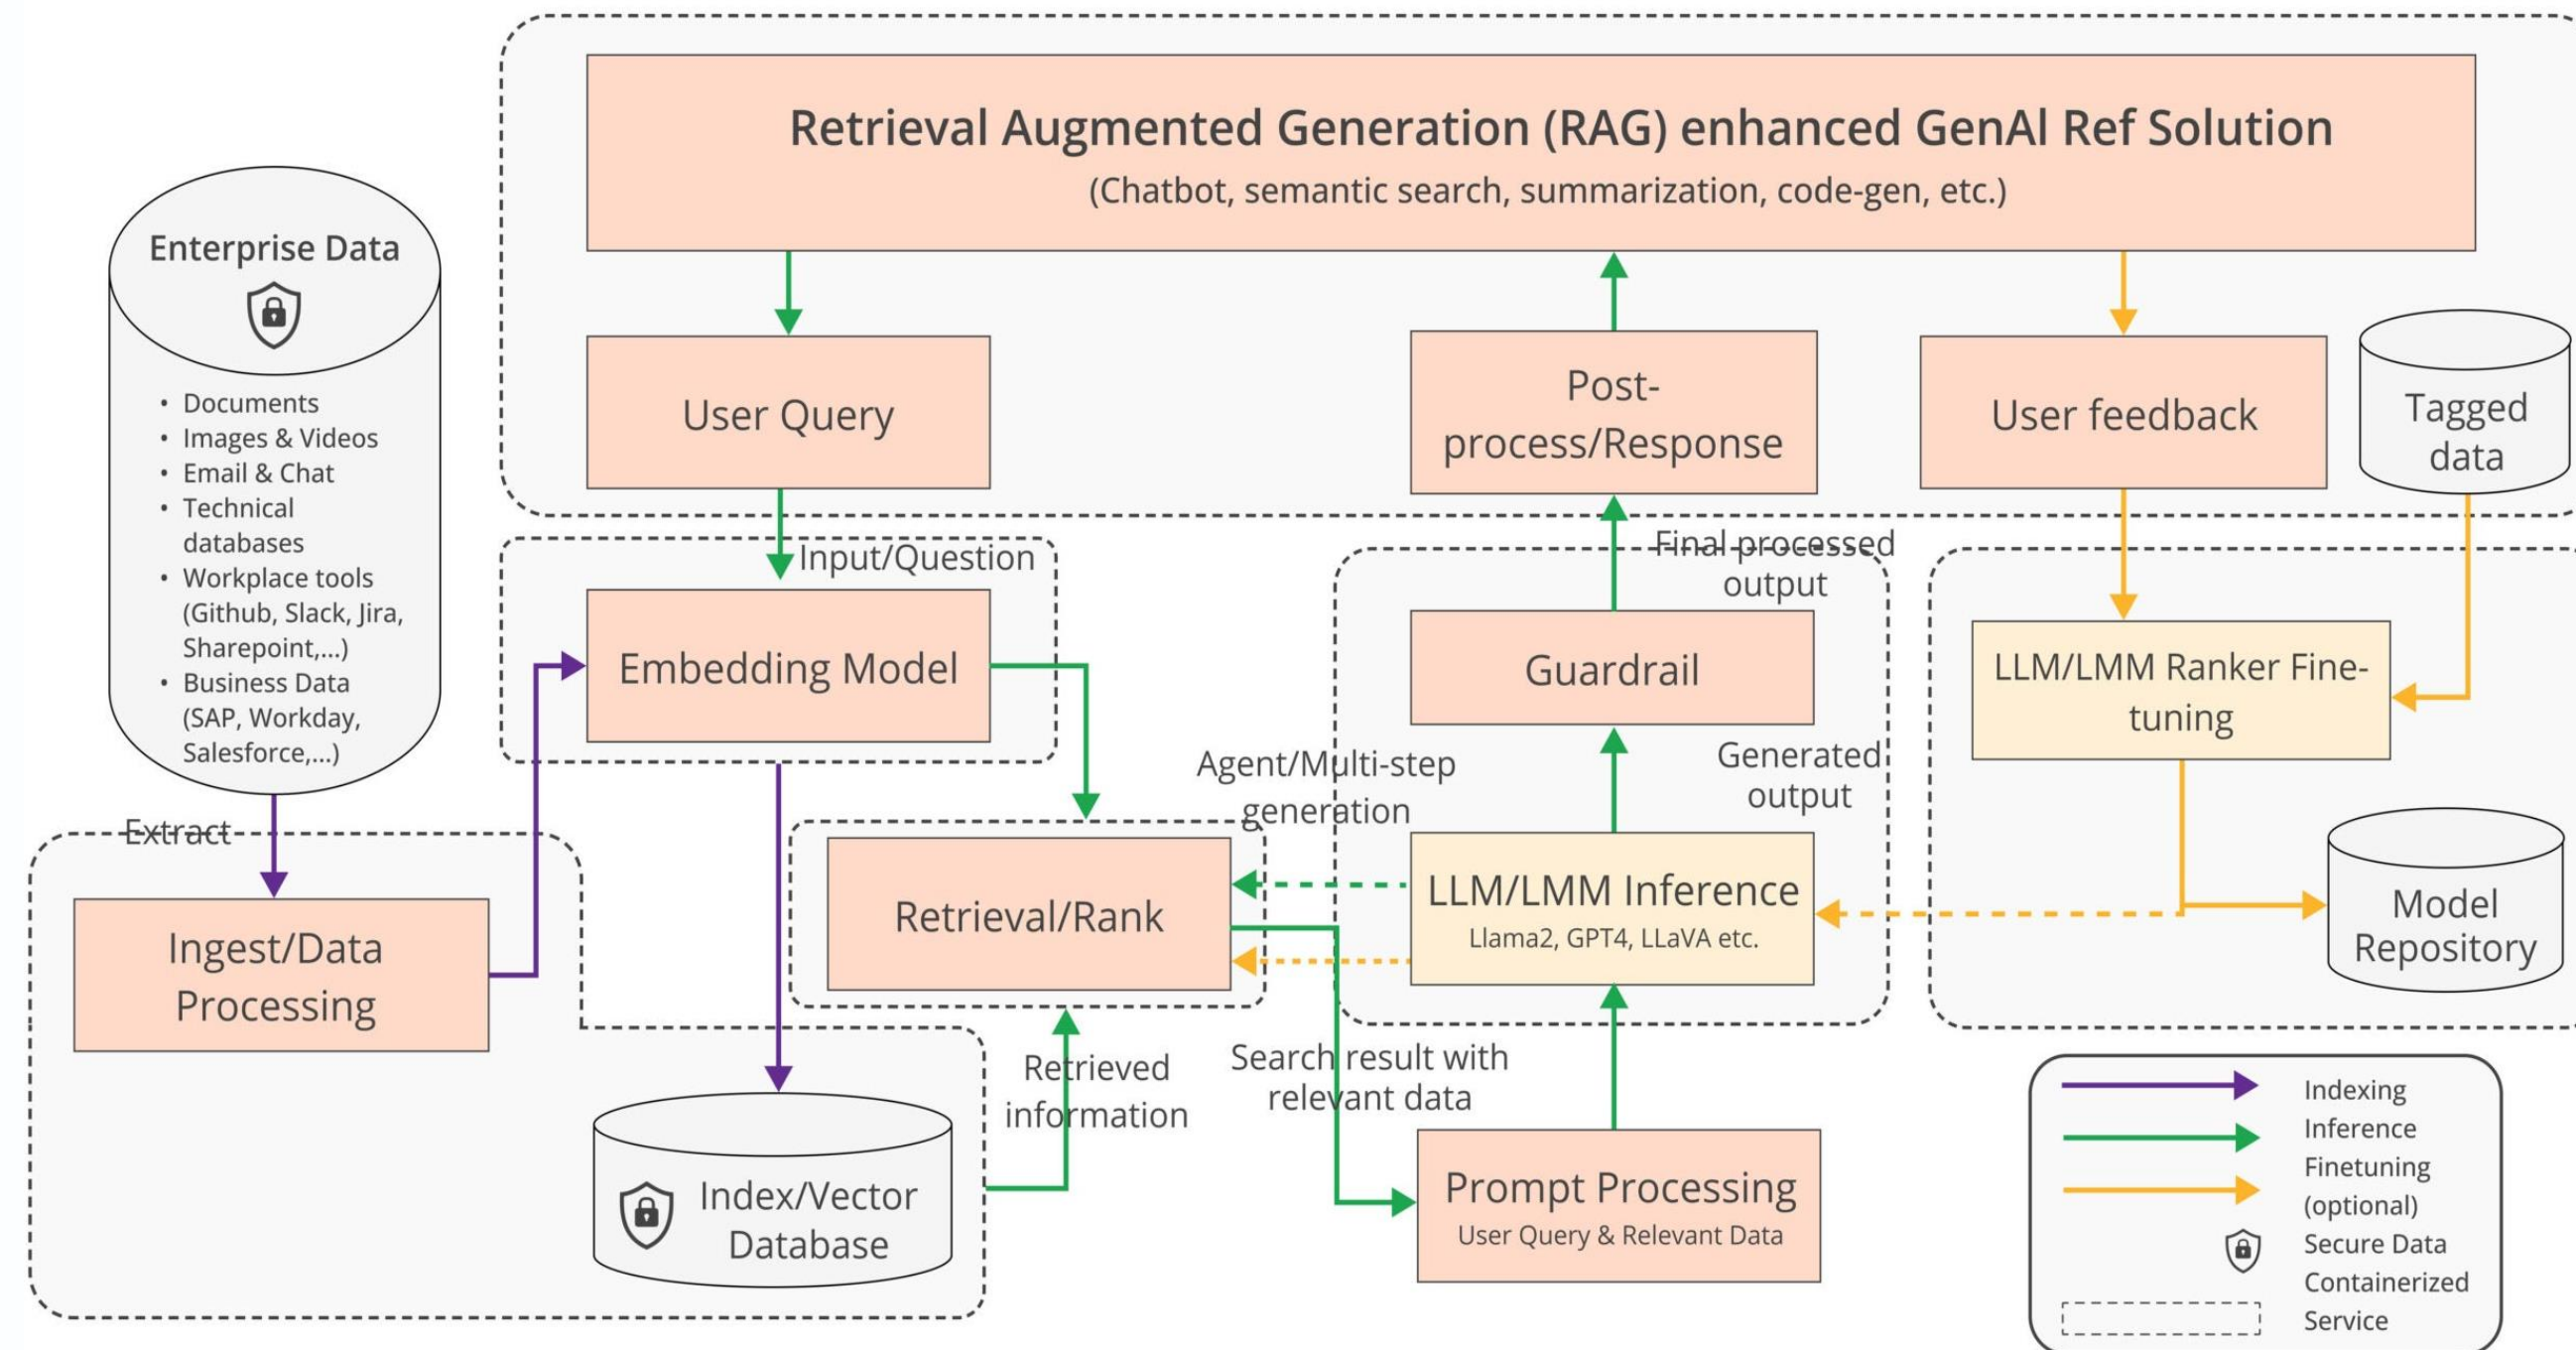 Retrieval Augmented Generation (RAG) enhanced GenAl Ref Solution
(Chatbot, semantic search, summarization, code-gen, etc.)
Enterprise Data
• Documents
• Images & Videos
• Email & Chat
• Technical
databases
• Workplace tools
(Github, Slack, Jira,
Sharepoint,...)
• Business Data
(SAP, Workday,
Salesforce,...)
User Query
Post-
process/Response
User feedback
Tagged
data
Input/Question
Final processed
output
Embedding Model
Guardrail
LLM/LMM Ranker Fine-
tuning
Agent/Multi-step
generation
Generated
output
Extract
Ingest/Data
Processing
Retrieval/Rank
LLM/LMM Inference
Llama2, GPT4, LLaVA etc.
Model
Repository
Retrieved
information
Search result with
relevant data
Index/Vector
Database
Prompt Processing
User Query & Relevant Data
Indexing
Inference
Finetuning
(optional)
Secure Data
Containerized
Service